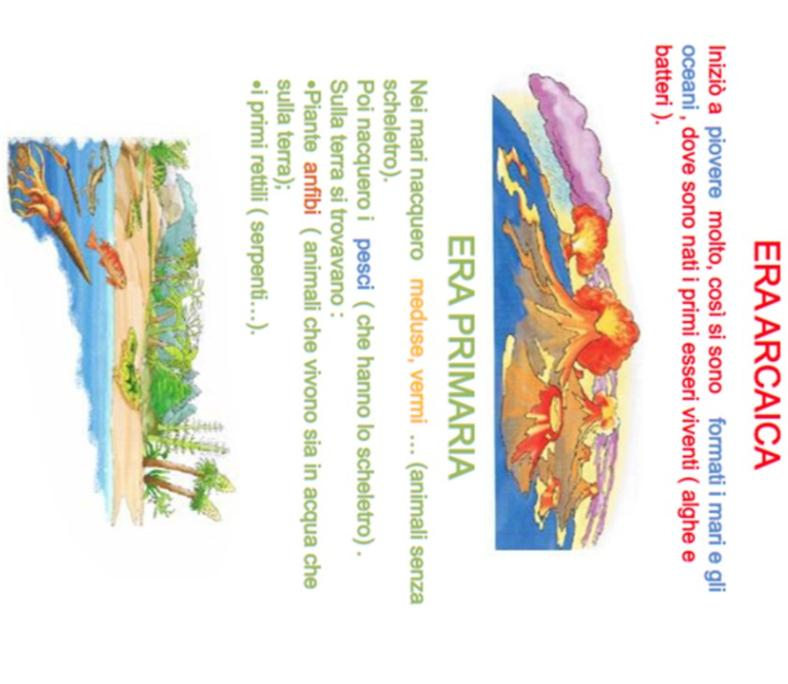 ERA ARCAICA
Iniziò a piovere molto, così si sono formati i mari e gli
oceani , dove sono nati i primi esseri viventi ( alghe e
batteri ).
ERA PRIMARIA
Nei mari nacquero meduse, vermi ... (animali senza
scheletro).
Poi nacquero i pesci ( che hanno lo scheletro) .
Sulla terra si trovavano :
•Piante anfibi ( animali che vivono sia in acqua che
sulla terra);
•i primi rettili ( serpenti...).